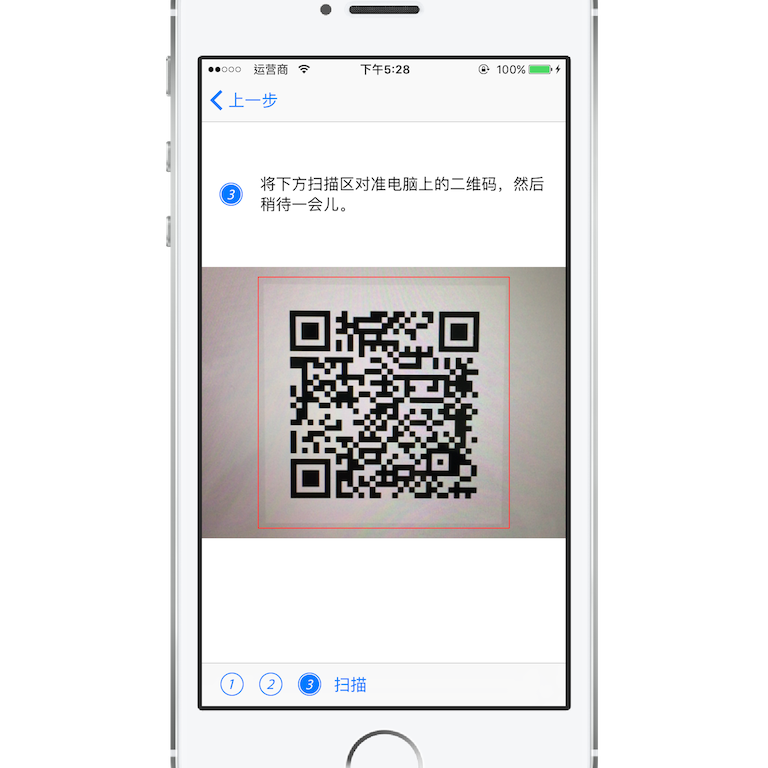 运营商 下午5:28 100%
上一步
3 将下方扫描区对准电脑上的二维码，然后
稍待一会儿。
1 2 3 扫描